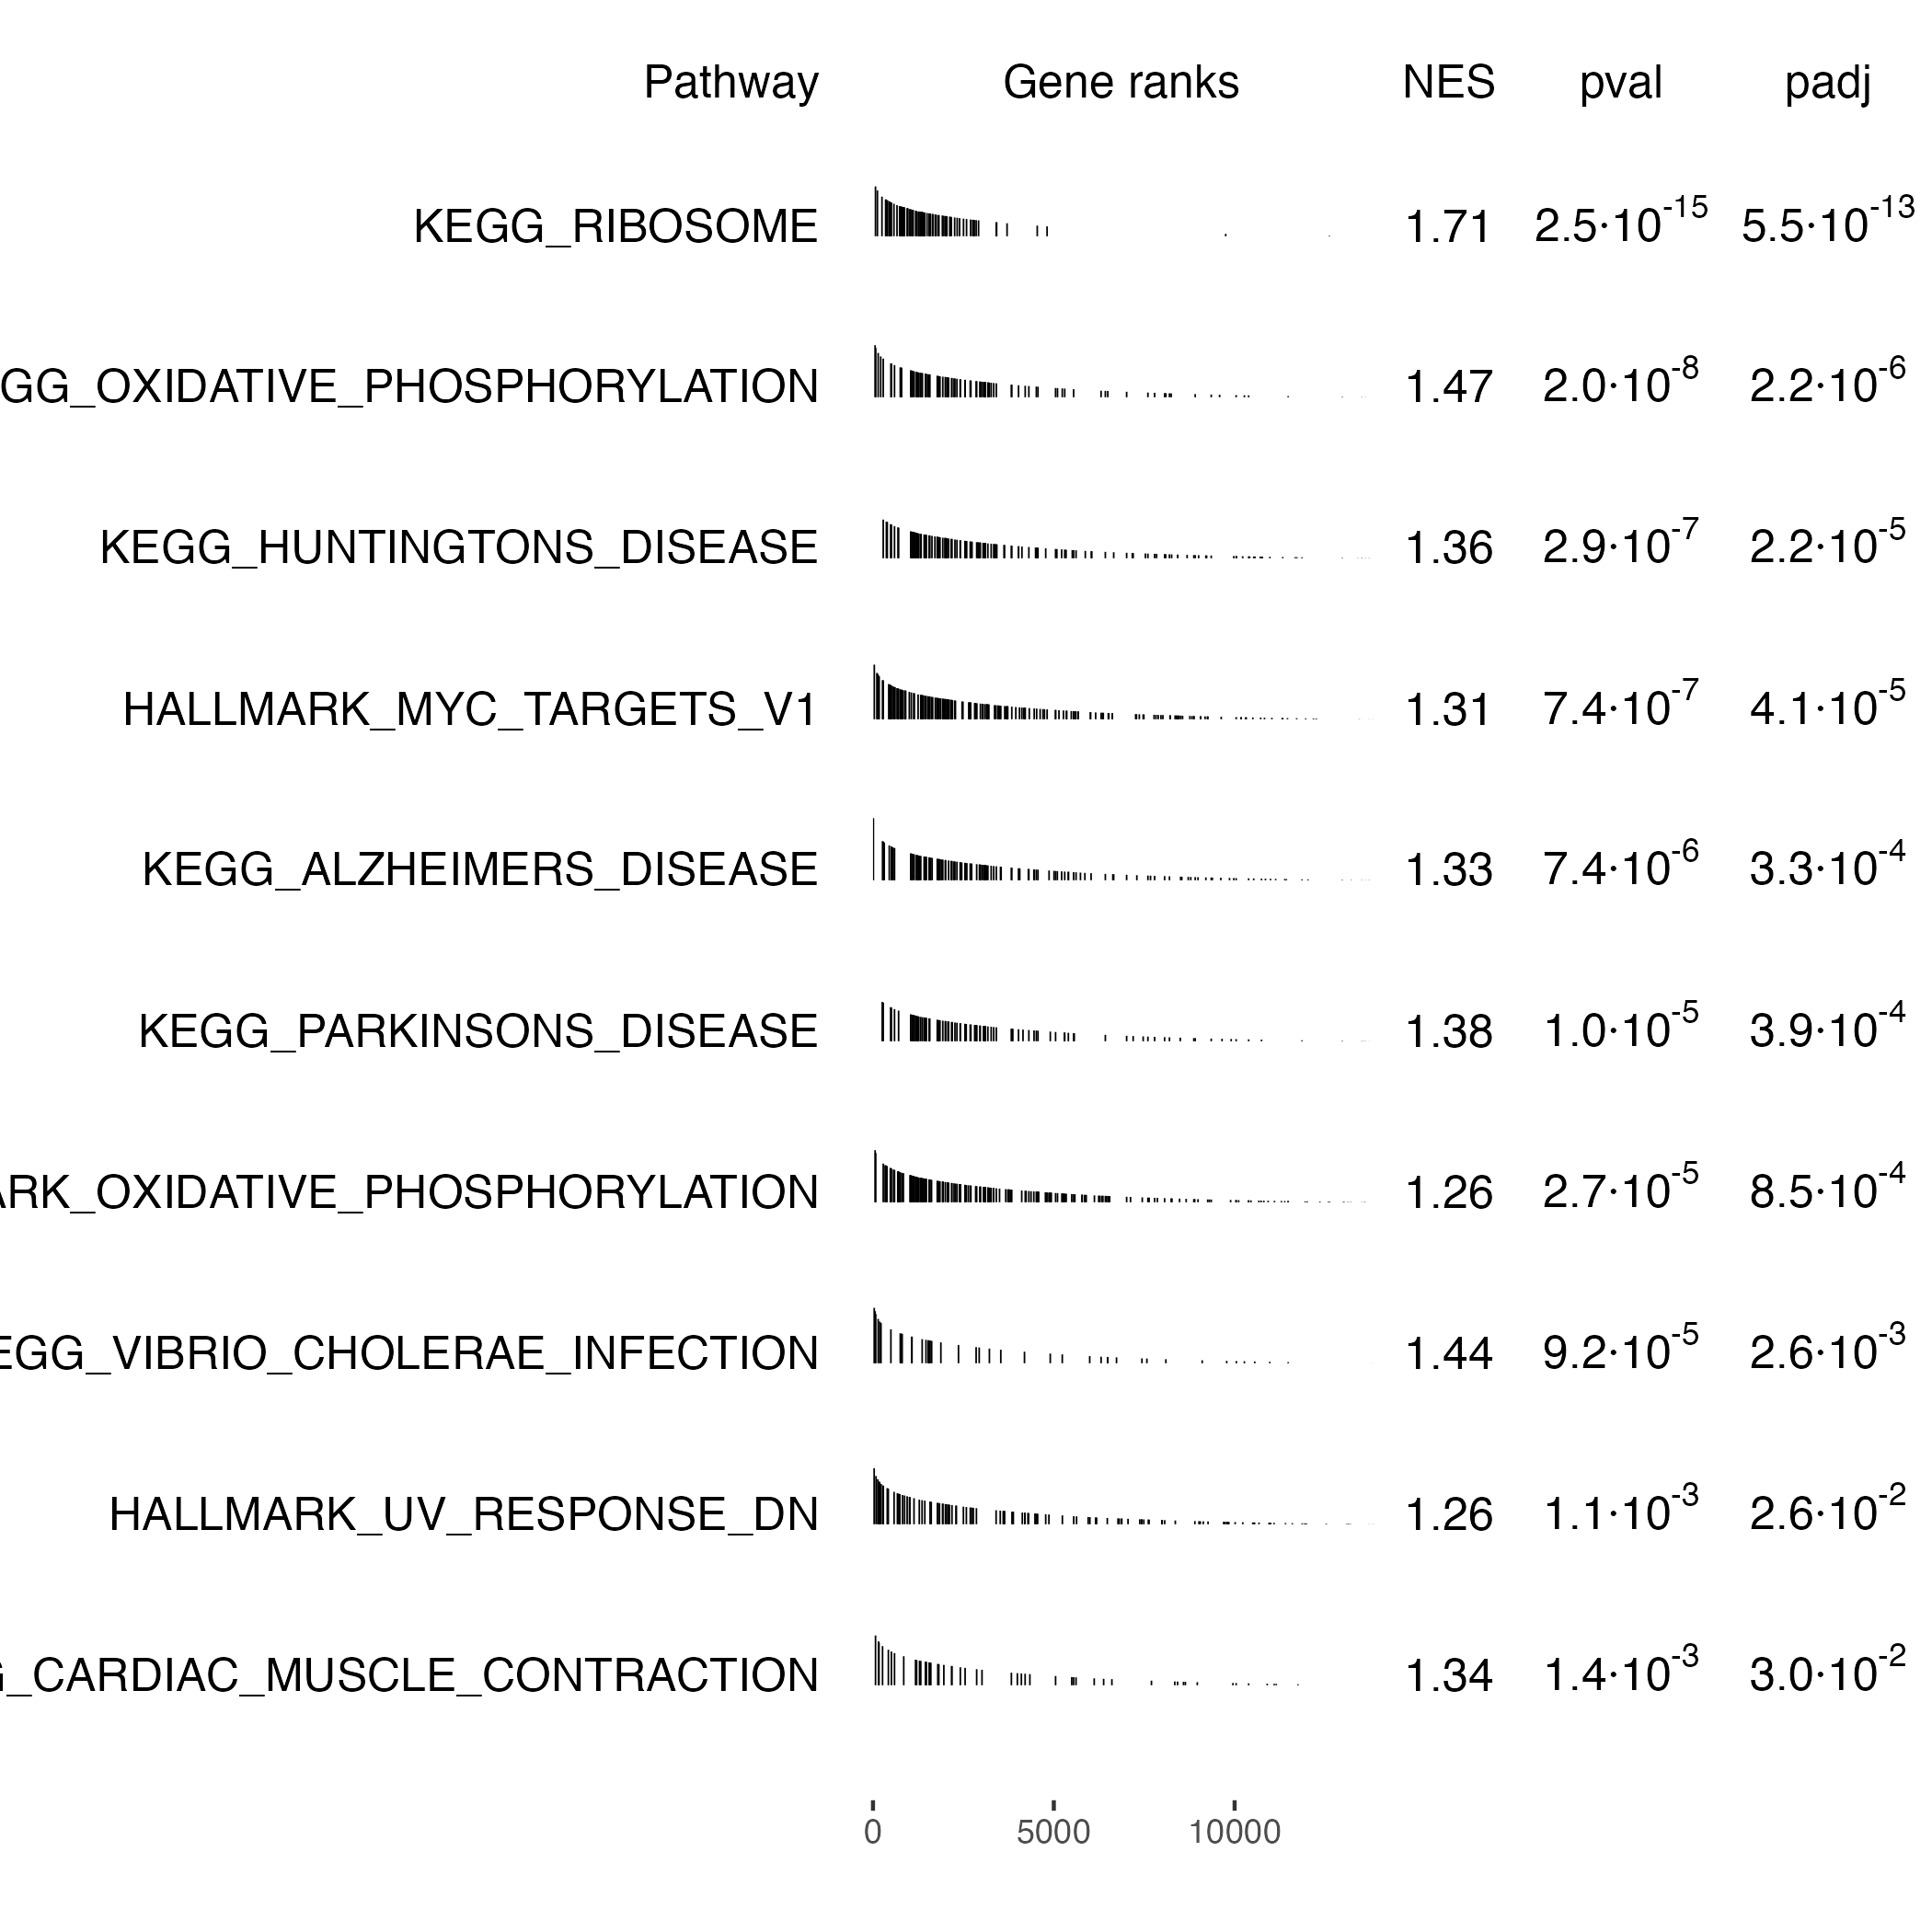 Pathway Gene ranks NES pval padj
KEGG_RIBOSOME 1.71 2.5·10^-15 5.5·10^-13
GG_OXIDATIVE_PHOSPHORYLATION 1.47 2.0·10^-8 2.2·10^-6
KEGG_HUNTINGTONS_DISEASE 1.36 2.9·10^-7 2.2·10^-5
HALLMARK_MYC_TARGETS_V1 1.31 7.4·10^-7 4.1·10^-5
KEGG_ALZHEIMERS_DISEASE 1.33 7.4·10^-6 3.3·10^-4
KEGG_PARKINSONS_DISEASE 1.38 1.0·10^-5 3.9·10^-4
ARK_OXIDATIVE_PHOSPHORYLATION 1.26 2.7·10^-5 8.5·10^-4
EGG_VIBRIO_CHOLERAE_INFECTION 1.44 9.2·10^-5 2.6·10^-3
HALLMARK_UV_RESPONSE_DN 1.26 1.1·10^-3 2.6·10^-2
G_CARDIAC_MUSCLE_CONTRACTION 1.34 1.4·10^-3 3.0·10^-2
0 5000 10000